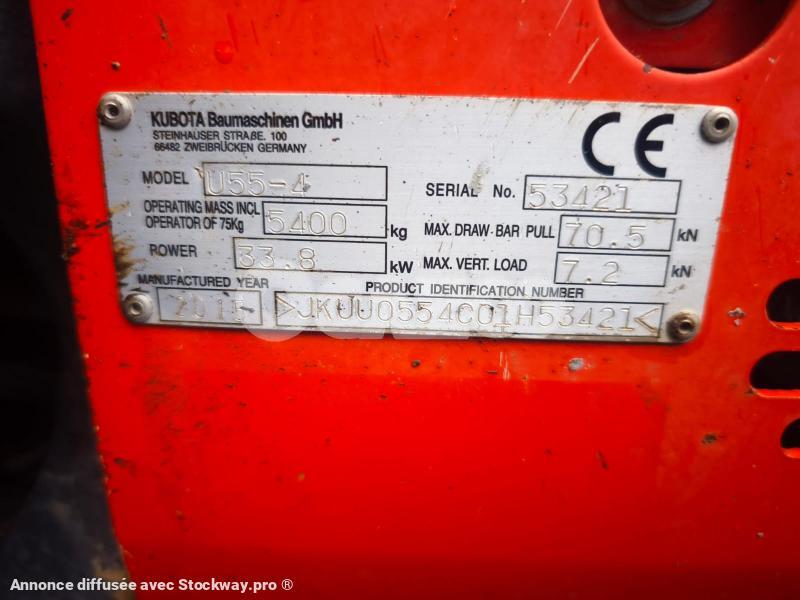 KUBOTA Baumaschinen GmbH
STEINHAUSER STRAßE. 100
66482 ZWEIBRÜCKEN GERMANY
CE
MODEL U55-4
SERIAL No. 53421
OPERATING MASS INCL
OPERATOR OF 75Kg 5400 kg
MAX. DRAW-BAR PULL 70.5 kN
POWER 33.8 kW
MAX. VERT. LOAD 7.2 kN
MANUFACTURED YEAR 2015
PRODUCT IDENTIFICATION NUMBER
>JKUU0554C01H53421<
Annonce diffusée avec Stockway.pro ®